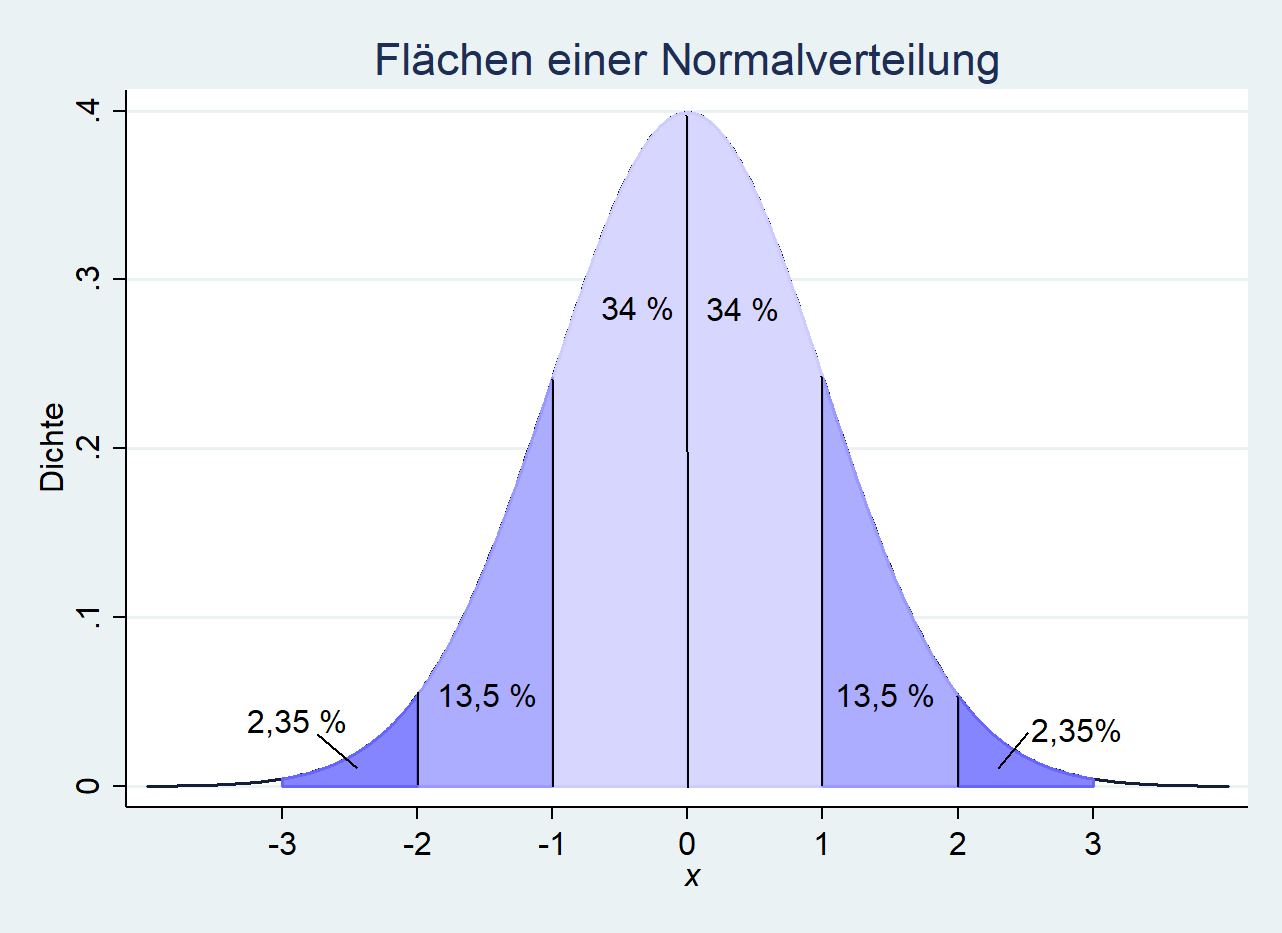 Flächen einer Normalverteilung
.4
.3
.2
.1
0
Dichte
34 %
34 %
13,5 %
13,5 %
2,35 %
2,35%
-3 -2 -1 0 1 2 3
x